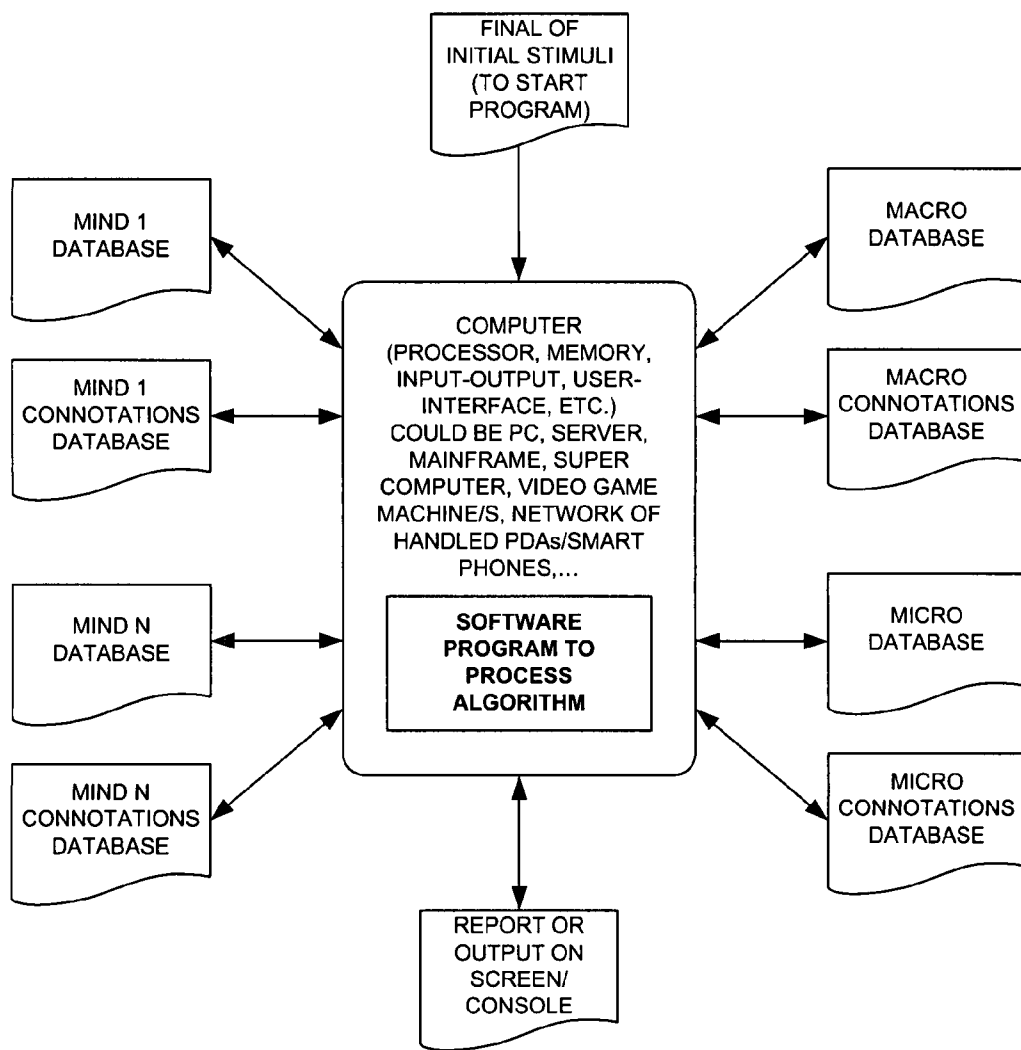 FINAL OF
INITIAL STIMULI
(TO START
PROGRAM)
MIND 1
DATABASE
MACRO
DATABASE
MIND 1
CONNOTATIONS
DATABASE
COMPUTER
(PROCESSOR, MEMORY,
INPUT-OUTPUT, USER-
INTERFACE, ETC.)
COULD BE PC, SERVER,
MAINFRAME, SUPER
COMPUTER, VIDEO GAME
MACHINE/S, NETWORK OF
HANDLED PDAs/SMART
PHONES,...
MACRO
CONNOTATIONS
DATABASE
MIND N
DATABASE
SOFTWARE
PROGRAM TO
PROCESS
ALGORITHM
MICRO
DATABASE
MIND N
CONNOTATIONS
DATABASE
MICRO
CONNOTATIONS
DATABASE
REPORT OR
OUTPUT ON
SCREEN/
CONSOLE